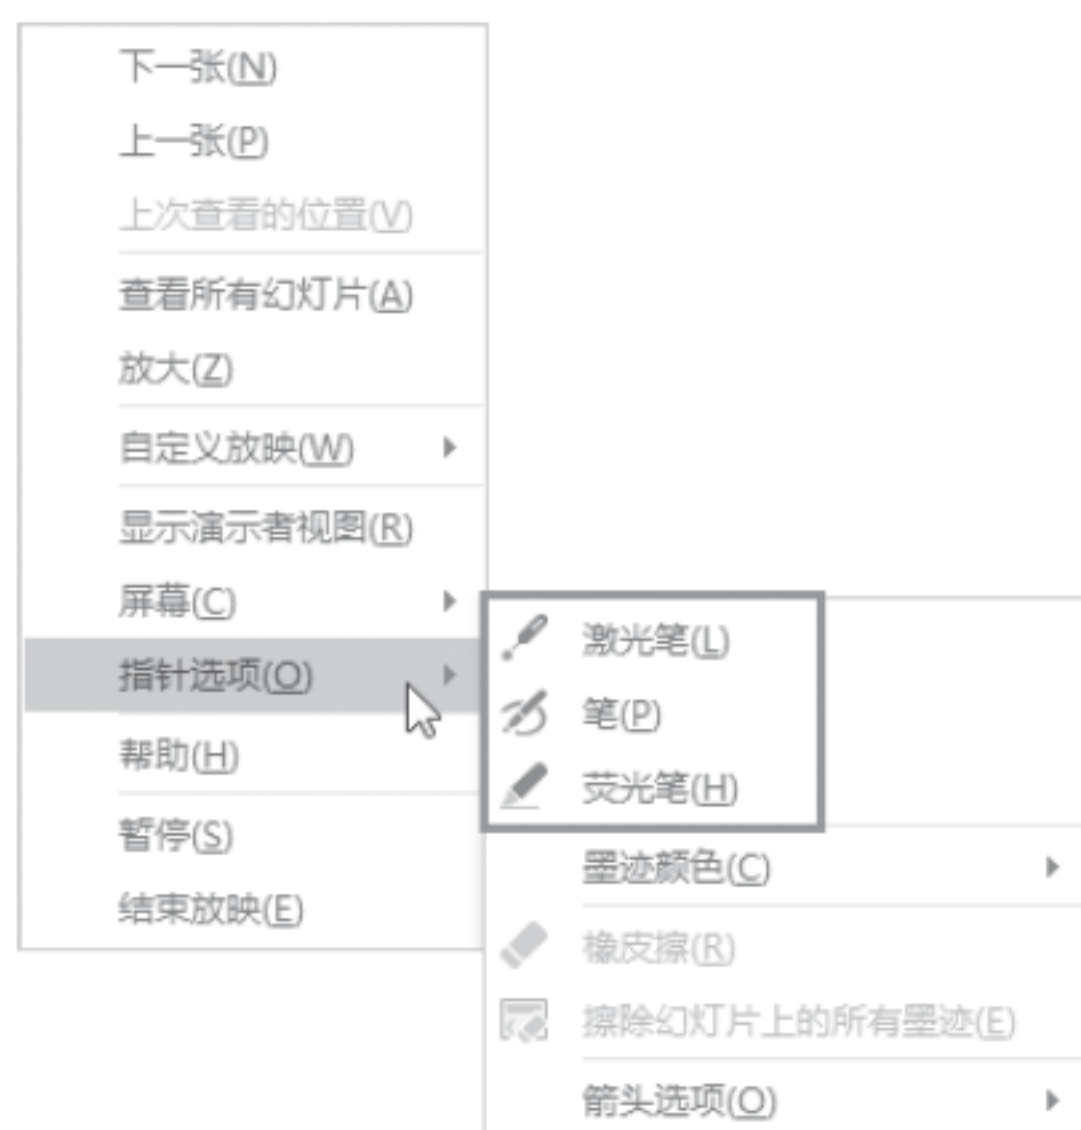 下一张(N)
上一张(P)
上次查看的位置(V)
查看所有幻灯片(A)
放大(Z)
自定义放映(W)
显示演示者视图(R)
屏幕(C)
指针选项(O)
帮助(H)
暂停(S)
结束放映(E)
激光笔(L)
笔(P)
荧光笔(H)
墨迹颜色(C)
橡皮擦(R)
擦除幻灯片上的所有墨迹(E)
箭头选项(O)